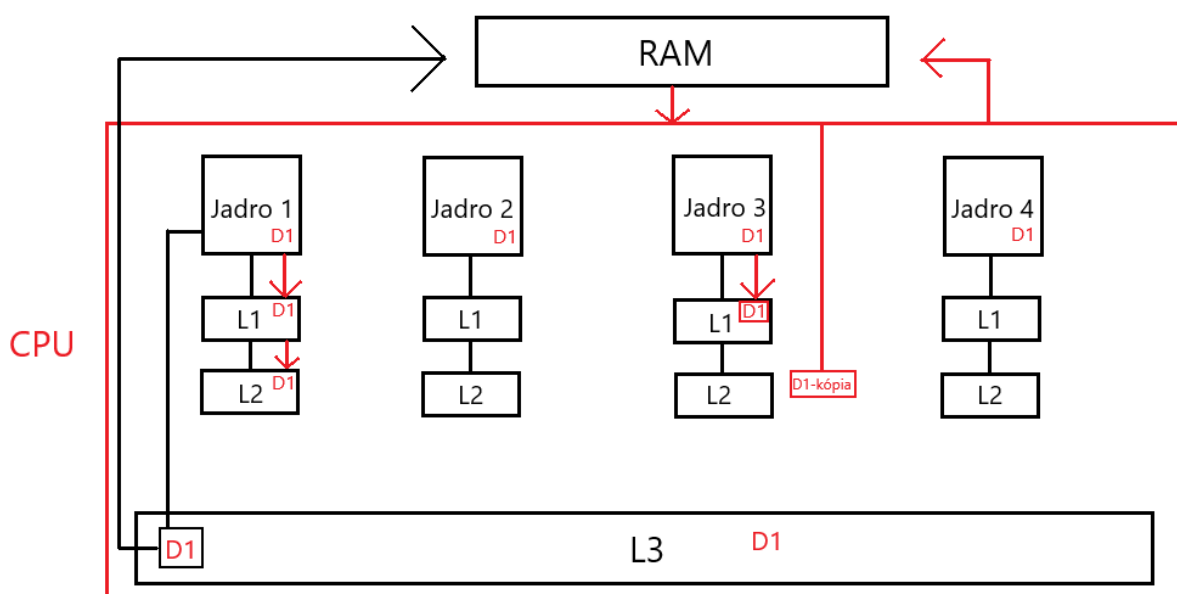 RAM
Jadro 1
D1
Jadro 2
D1
Jadro 3
D1
Jadro 4
D1
L1
D1
L1
L1
D1
L1
CPU
L2
D1
L2
L2
D1-kópia
L2
D1
L3
D1